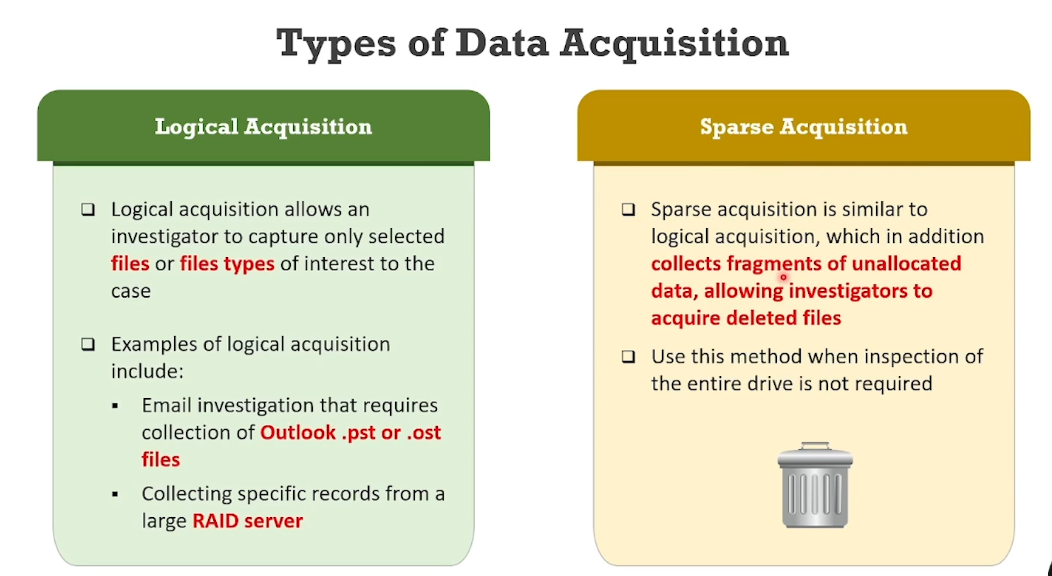 Types of Data Acquisition
Logical Acquisition
❑ Logical acquisition allows an
investigator to capture only selected
files or files types of interest to the
case
❑ Examples of logical acquisition
include:
▪ Email investigation that requires
collection of Outlook .pst or .ost
files
▪ Collecting specific records from a
large RAID server
Sparse Acquisition
❑ Sparse acquisition is similar to
logical acquisition, which in addition
collects fragments of unallocated
data, allowing investigators to
acquire deleted files
❑ Use this method when inspection of
the entire drive is not required